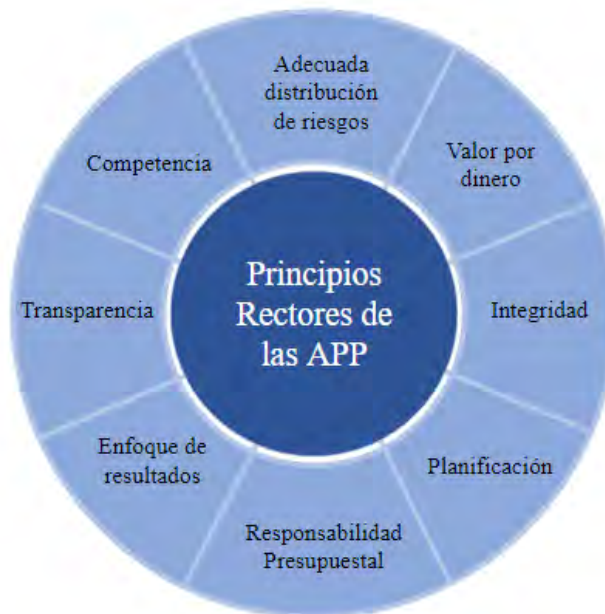 Adecuada
distribución
de riesgos
Valor por
dinero
Integridad
Planificación
Responsabilidad
Presupuestal
Enfoque de
resultados
Transparencia
Competencia
Principios
Rectores de
las APP